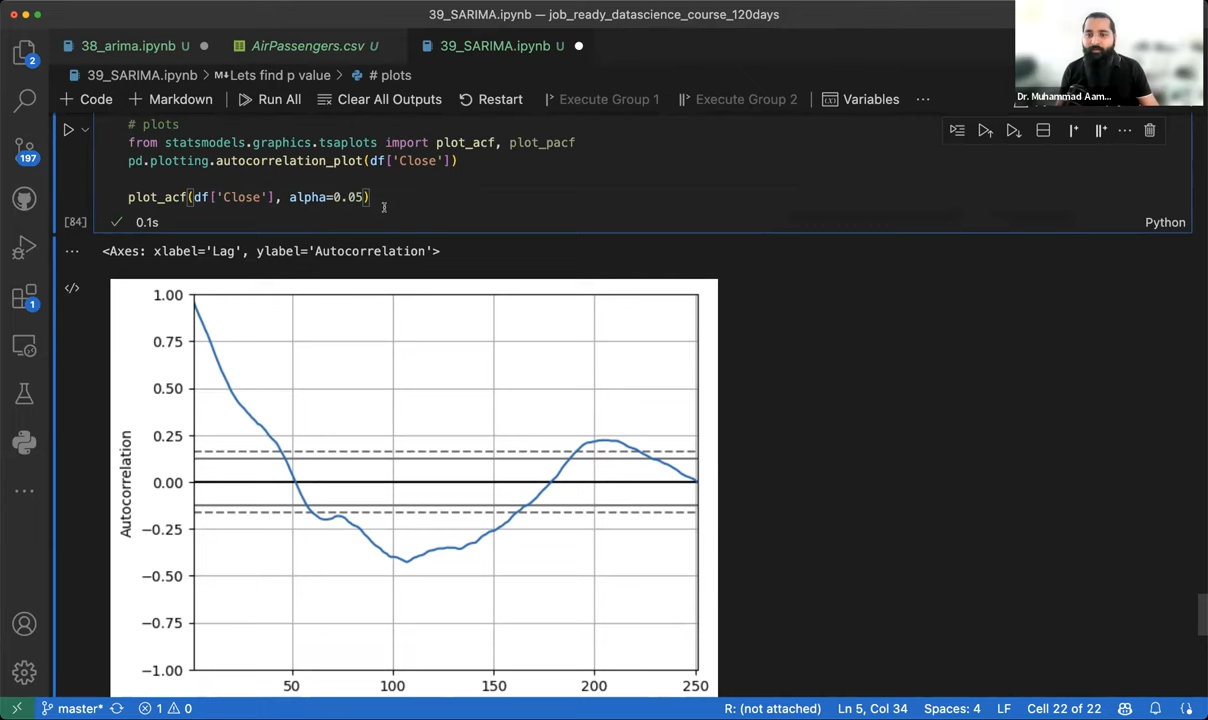 39_SARIMA.ipynb — job_ready_datascience_course_120days
38_arima.ipynb U
AirPassengers.csv U
39_SARIMA.ipynb U
39_SARIMA.ipynb > M↓Lets find p value > # plots
+ Code + Markdown Run All Clear All Outputs Restart Execute Group 1 Execute Group 2 Variables ...
Dr. Muhammad Aam...
2
197
1
# plots
from statsmodels.graphics.tsaplots import plot_acf, plot_pacf
pd.plotting.autocorrelation_plot(df['Close'])
plot_acf(df['Close'], alpha=0.05)
[84] 0.1s Python
<Axes: xlabel='Lag', ylabel='Autocorrelation'>
1.00
0.75
0.50
0.25
0.00
−0.25
−0.50
−0.75
−1.00
Autocorrelation
50 100 150 200 250
master* 1 0 R: (not attached) Ln 5, Col 34 Spaces: 4 LF Cell 22 of 22